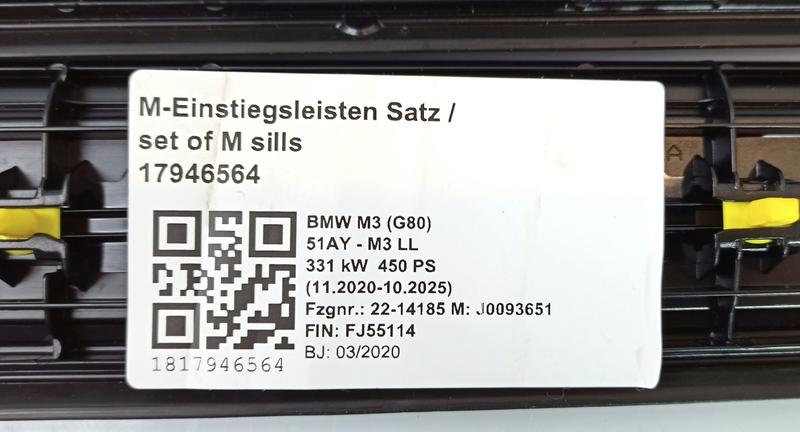 M-Einstiegsleisten Satz /
set of M sills
17946564
BMW M3 (G80)
51AY - M3 LL
331 kW 450 PS
(11.2020-10.2025)
Fzgnr.: 22-14185 M: J0093651
FIN: FJ55114
BJ: 03/2020
1817946564
A